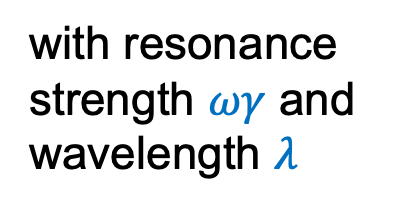 with resonance
strength ωγ and
wavelength λ